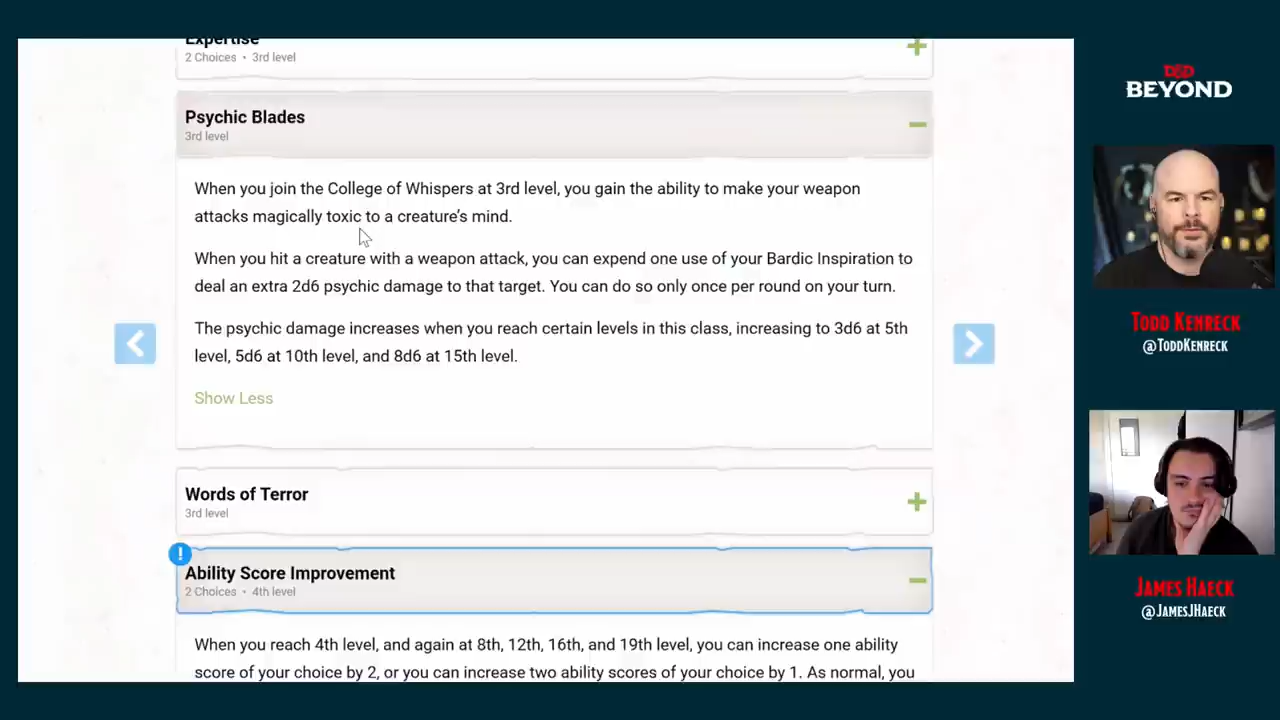 Expertise
2 Choices • 3rd level
Psychic Blades
3rd level
When you join the College of Whispers at 3rd level, you gain the ability to make your weapon
attacks magically toxic to a creature's mind.
When you hit a creature with a weapon attack, you can expend one use of your Bardic Inspiration to
deal an extra 2d6 psychic damage to that target. You can do so only once per round on your turn.
The psychic damage increases when you reach certain levels in this class, increasing to 3d6 at 5th
level, 5d6 at 10th level, and 8d6 at 15th level.
Show Less
Words of Terror
3rd level
!
Ability Score Improvement
2 Choices • 4th level
When you reach 4th level, and again at 8th, 12th, 16th, and 19th level, you can increase one ability
score of your choice by 2, or you can increase two ability scores of your choice by 1. As normal, you
D&D
BEYOND
Todd Kenreck
@ToddKenreck
James Haeck
@JamesJHaeck